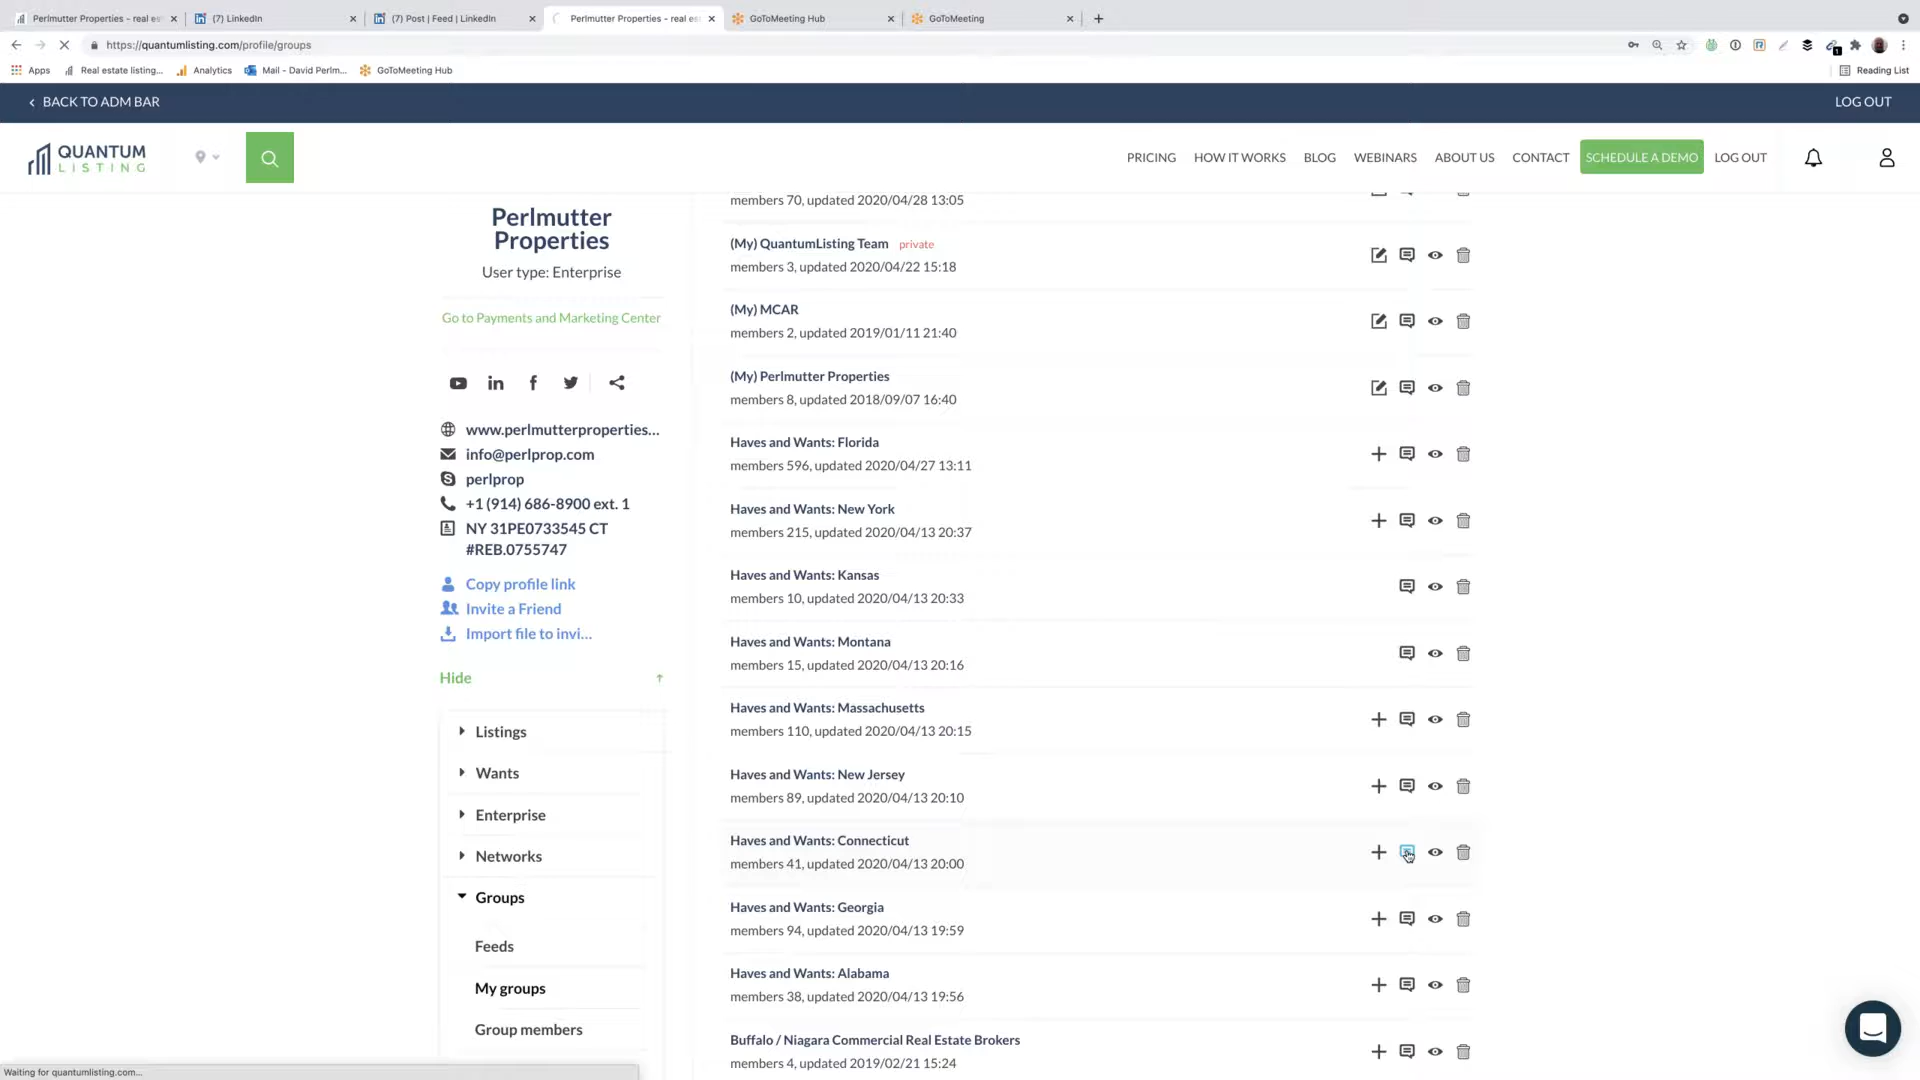 Perlmutter Properties - real es
(7) LinkedIn
(7) Post | Feed | LinkedIn
Perlmutter Properties - real es
GoToMeeting Hub
GoToMeeting
https://quantumlisting.com/profile/groups
Apps
Real estate listing...
Analytics
Mail - David Perlm...
GoToMeeting Hub
Reading List
BACK TO ADM BAR
LOG OUT
QUANTUM
LISTING
PRICING
HOW IT WORKS
BLOG
WEBINARS
ABOUT US
CONTACT
SCHEDULE A DEMO
LOG OUT
Perlmutter
Properties
User type: Enterprise
Go to Payments and Marketing Center
www.perlmutterproperties...
info@perlprop.com
perlprop
+1 (914) 686-8900 ext. 1
NY 31PE0733545 CT
#REB.0755747
Copy profile link
Invite a Friend
Import file to invi...
Hide
Listings
Wants
Enterprise
Networks
Groups
Feeds
My groups
Group members
members 70, updated 2020/04/28 13:05
(My) QuantumListing Team private
members 3, updated 2020/04/22 15:18
(My) MCAR
members 2, updated 2019/01/11 21:40
(My) Perlmutter Properties
members 8, updated 2018/09/07 16:40
Haves and Wants: Florida
members 596, updated 2020/04/27 13:11
Haves and Wants: New York
members 215, updated 2020/04/13 20:37
Haves and Wants: Kansas
members 10, updated 2020/04/13 20:33
Haves and Wants: Montana
members 15, updated 2020/04/13 20:16
Haves and Wants: Massachusetts
members 110, updated 2020/04/13 20:15
Haves and Wants: New Jersey
members 89, updated 2020/04/13 20:10
Haves and Wants: Connecticut
members 41, updated 2020/04/13 20:00
Haves and Wants: Georgia
members 94, updated 2020/04/13 19:59
Haves and Wants: Alabama
members 38, updated 2020/04/13 19:56
Buffalo / Niagara Commercial Real Estate Brokers
members 4, updated 2019/02/21 15:24
Waiting for quantumlisting.com...